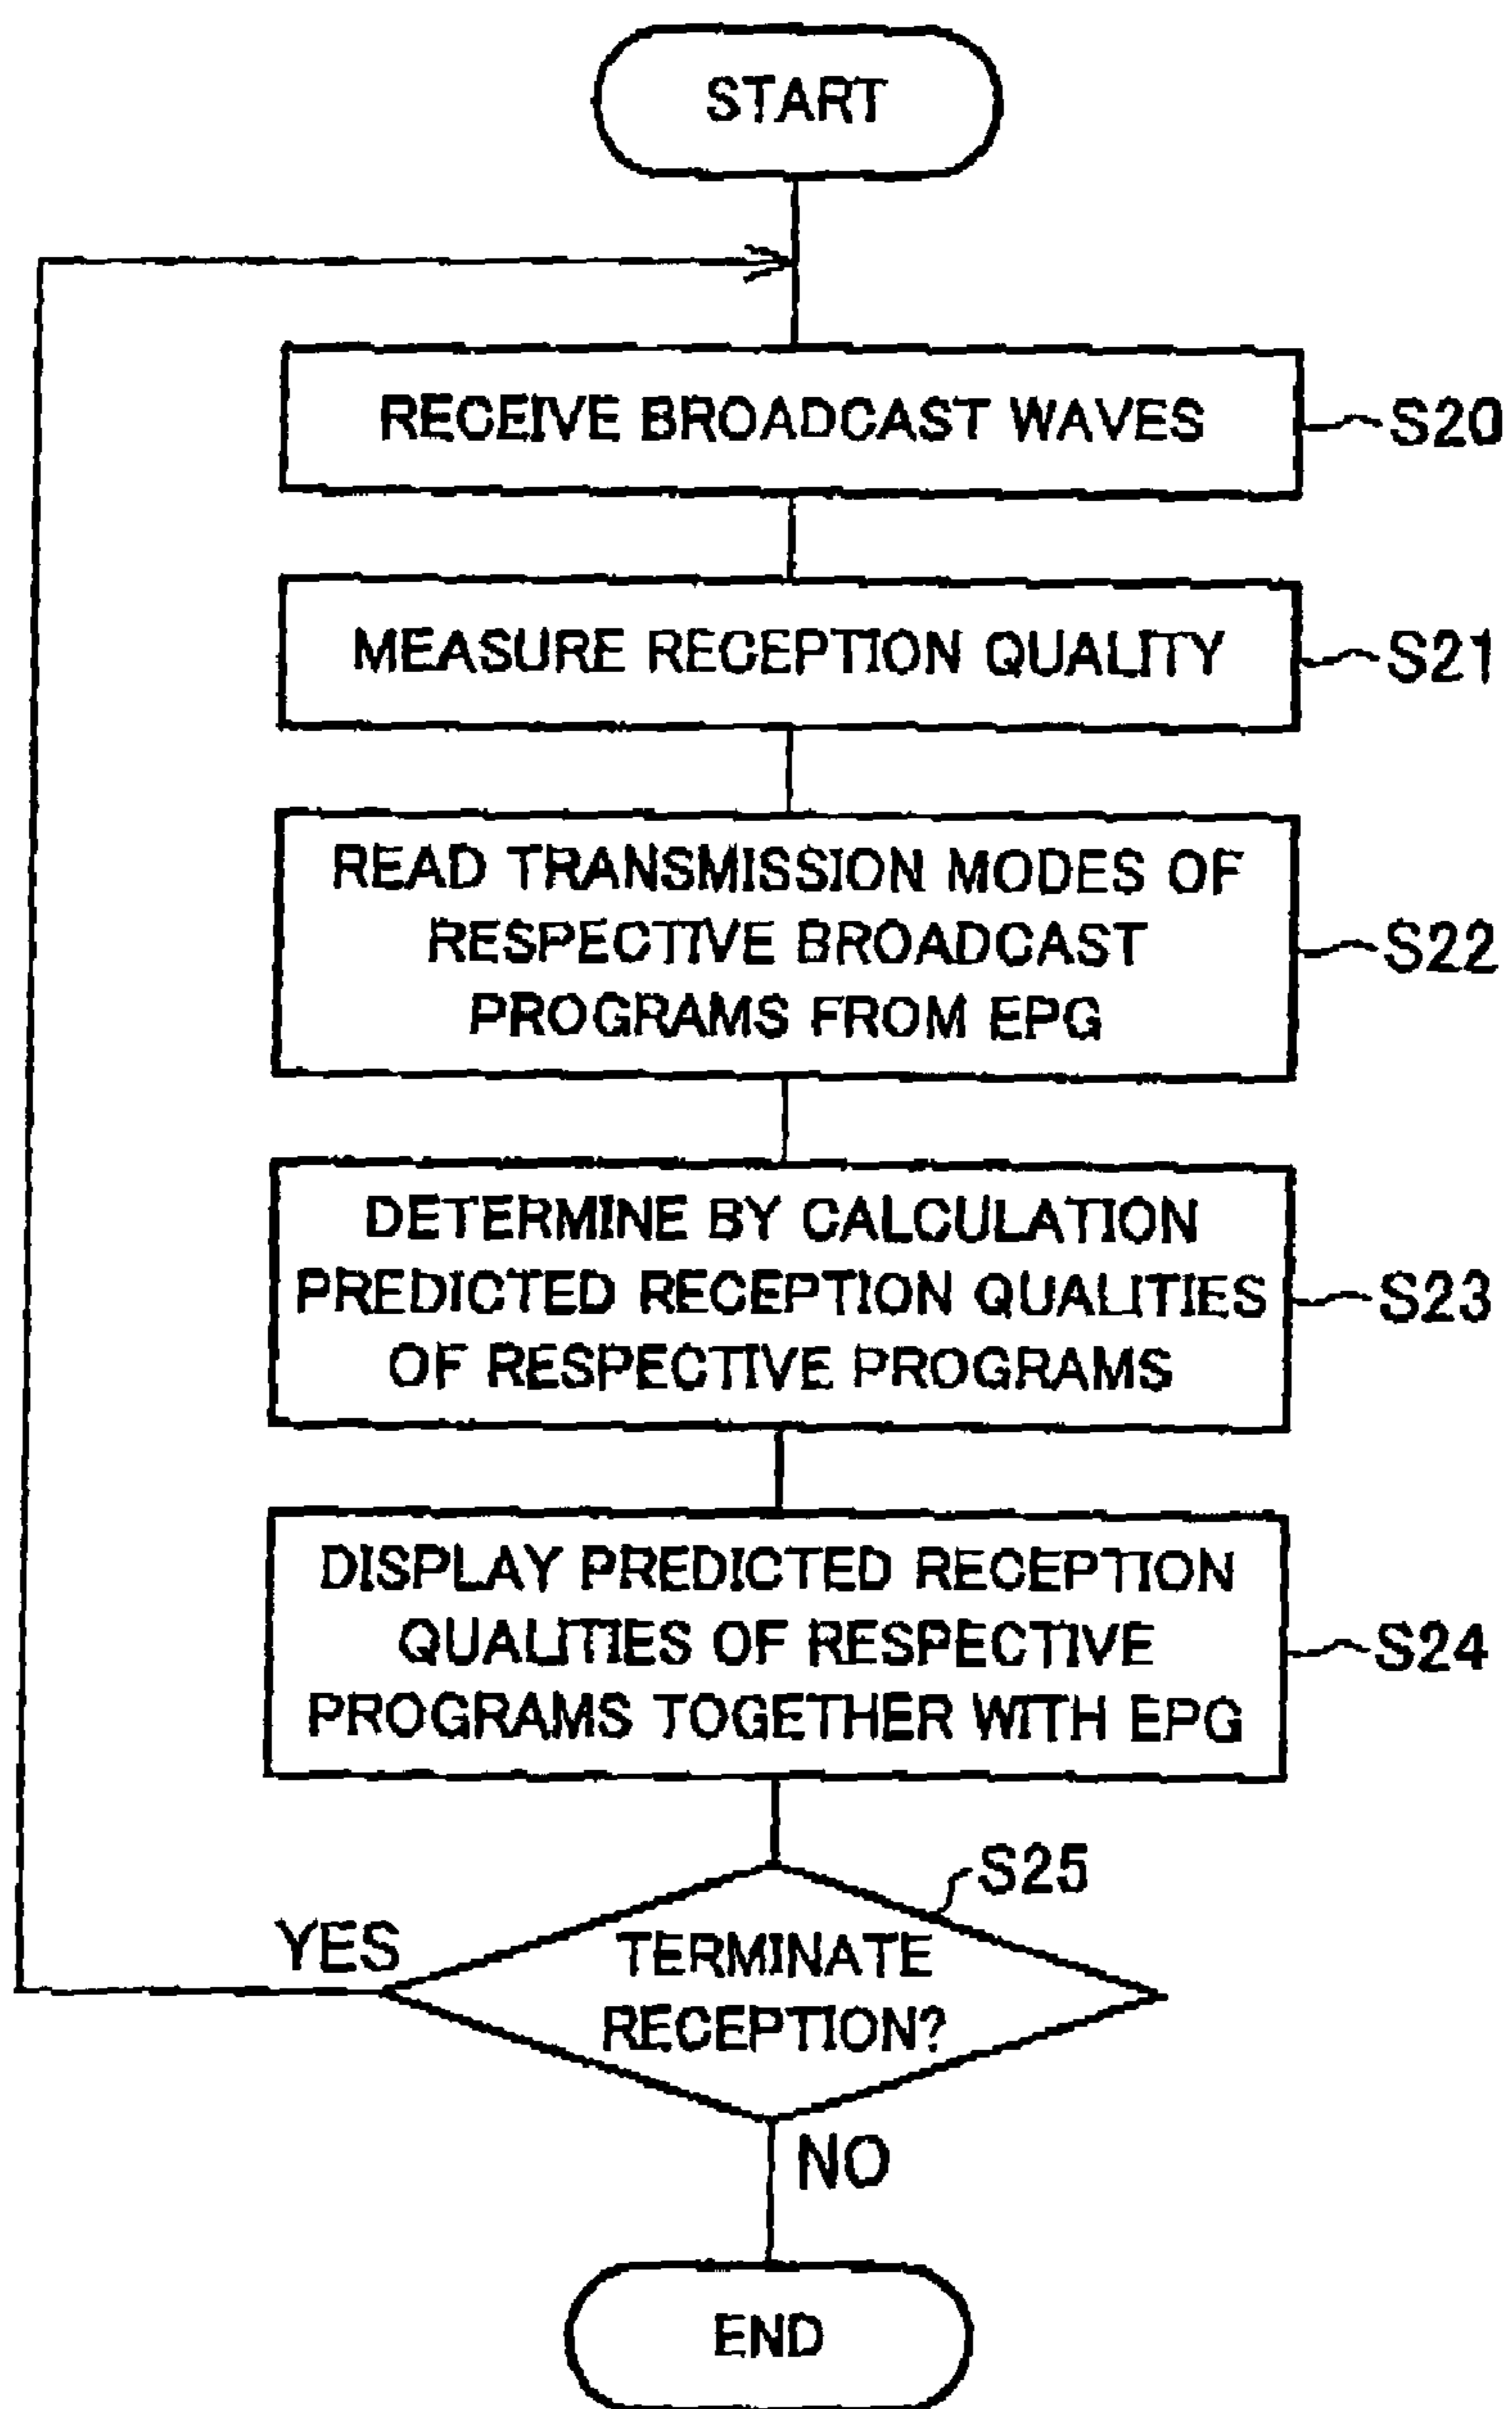 START
RECEIVE BROADCAST WAVES
S20
MEASURE RECEPTION QUALITY
S21
READ TRANSMISSION MODES OF
RESPECTIVE BROADCAST
PROGRAMS FROM EPG
S22
DETERMINE BY CALCULATION
PREDICTED RECEPTION QUALITIES
OF RESPECTIVE PROGRAMS
S23
DISPLAY PREDICTED RECEPTION
QUALITIES OF RESPECTIVE
PROGRAMS TOGETHER WITH EPG
S24
S25
YES
TERMINATE
RECEPTION?
NO
END